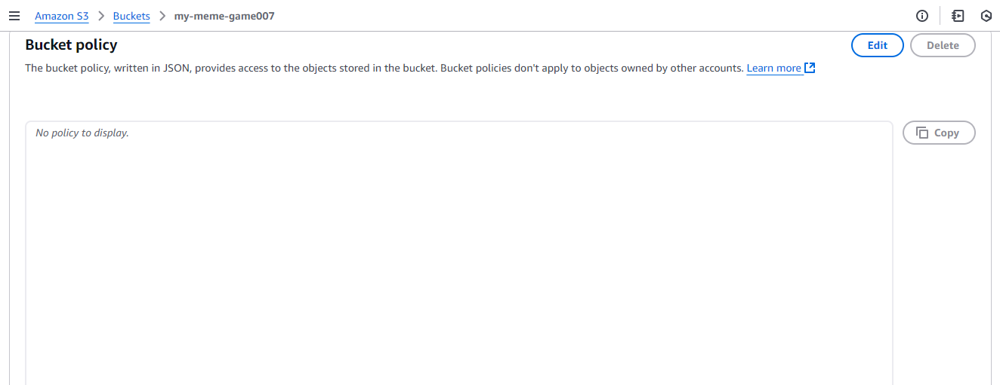 Amazon S3 > Buckets > my-meme-game007
Bucket policy
Edit
Delete
The bucket policy, written in JSON, provides access to the objects stored in the bucket. Bucket policies don't apply to objects owned by other accounts. Learn more
No policy to display.
Copy